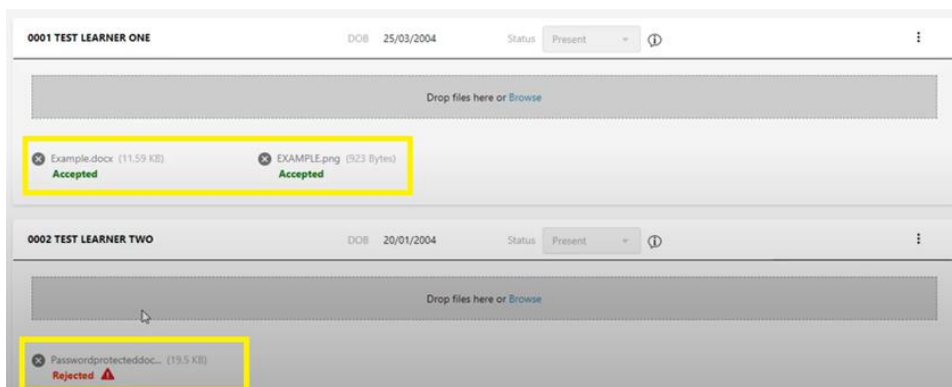 0001 TEST LEARNER ONE DOB 25/03/2004 Status Present
Drop files here or Browse
Example.docx (11.59 KB) EXAMPLE.png (923 Bytes)
Accepted Accepted
0002 TEST LEARNER TWO DOB 20/01/2004 Status Present
Drop files here or Browse
Passwordprotecteddoc... (19.5 KB)
Rejected